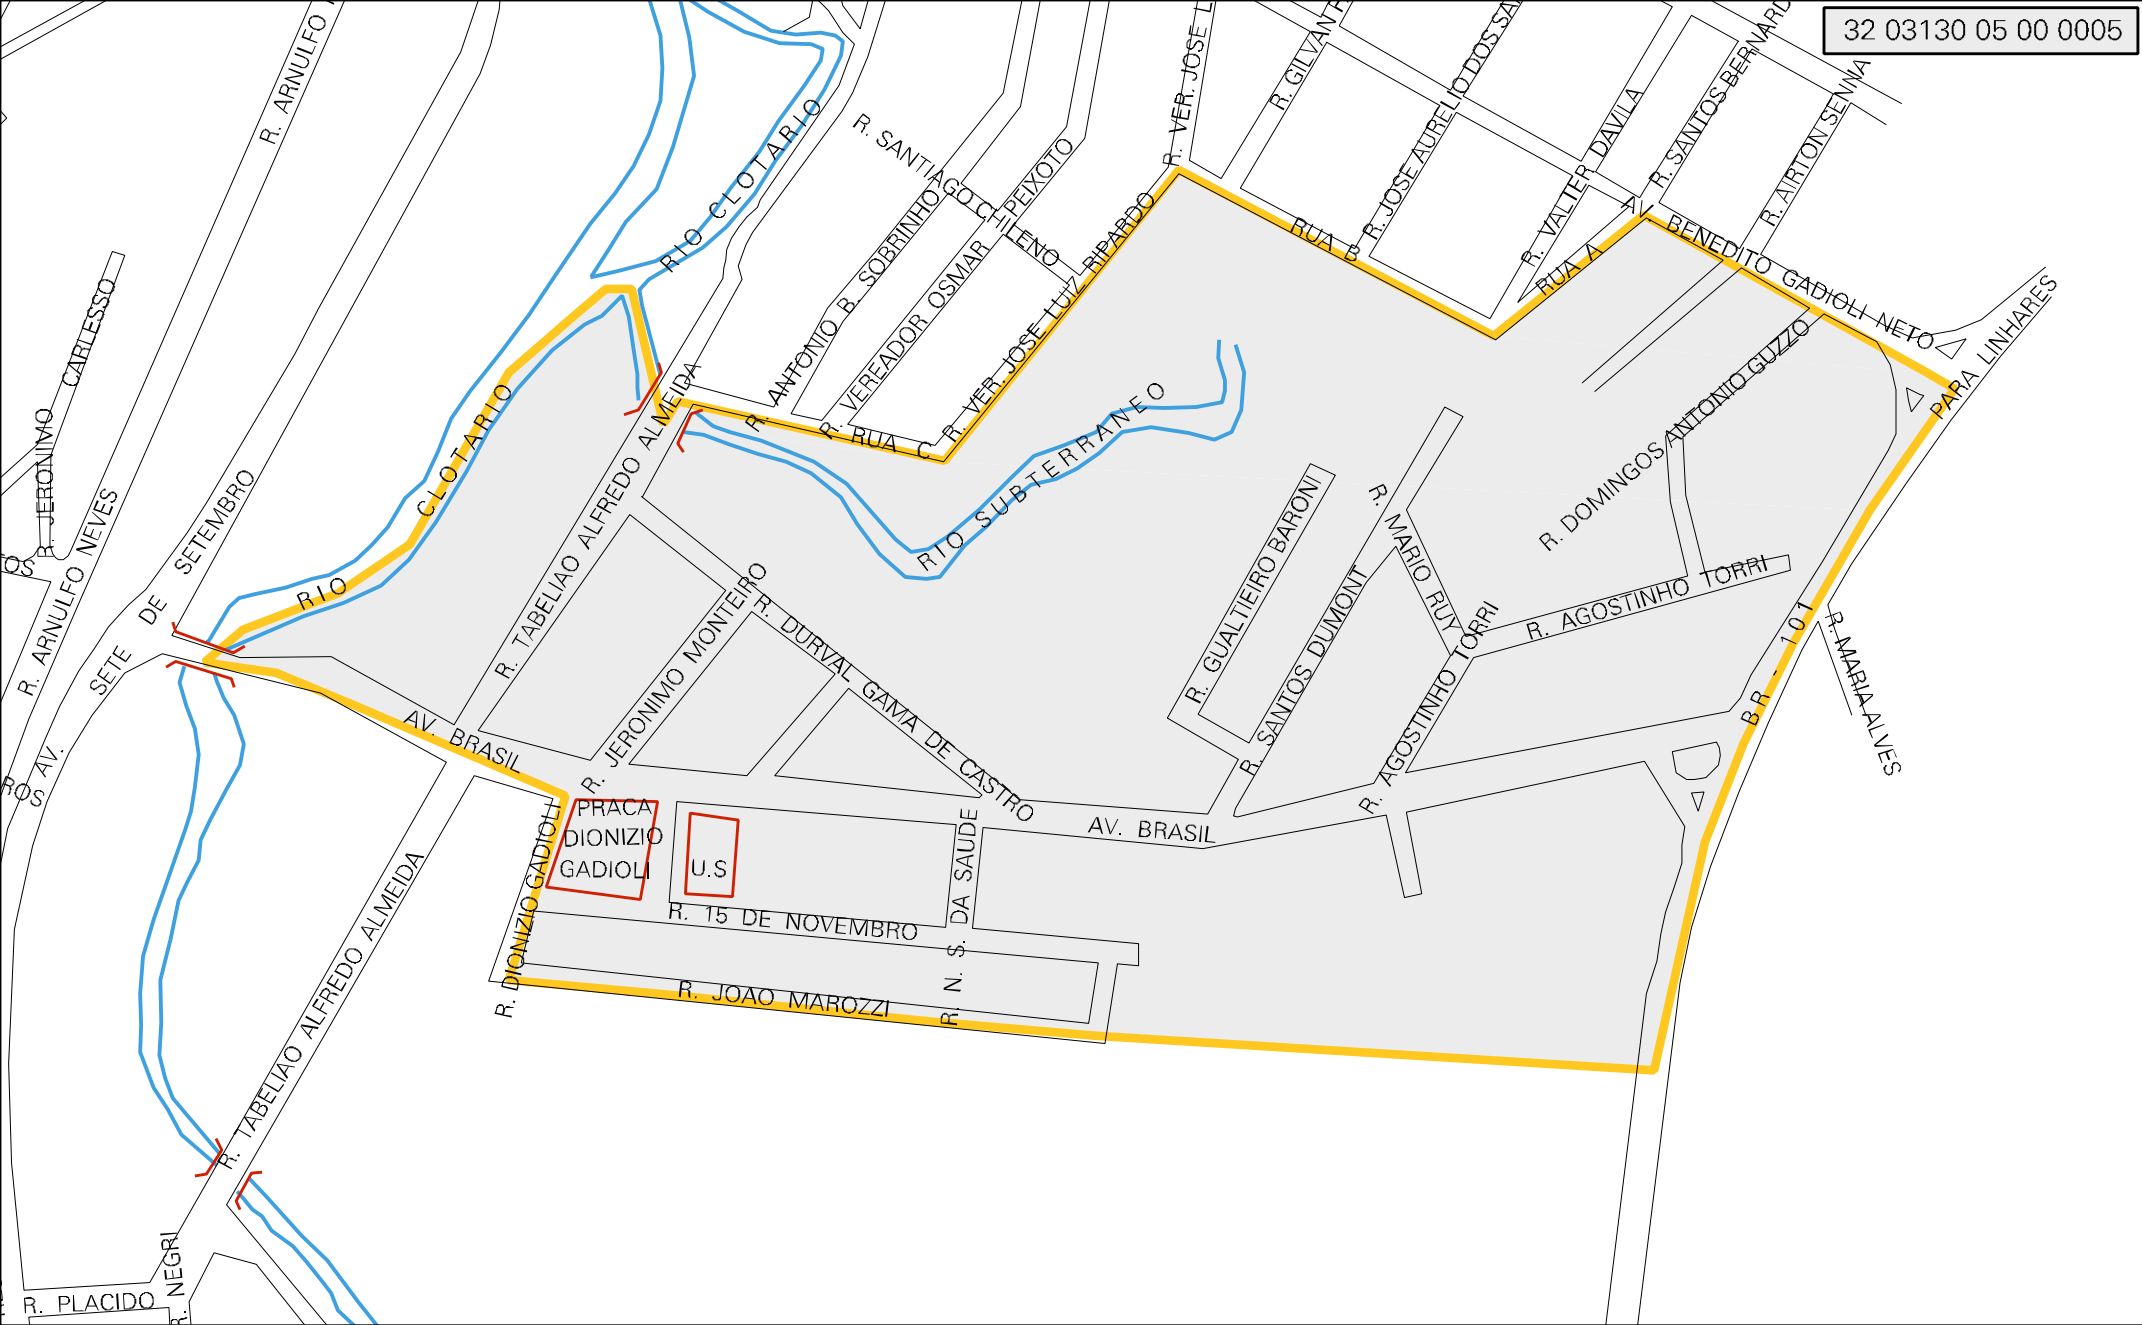 32 03130 05 00 0005
R. ARNULFO
R. VER. JOSE L
R. GILVAN
R. JOSE AURELIO DOS SA
R. VALTER DAVILA
R. SANTOS BERNARD
R. AIRTON SENNA
RIO CLOTARIO
R. SANTIAGO CHILENO
R. ANTONIO B. SOBRINHO
R. VEREADOR OSMAR PEIXOTO
R. VER. JOSE LUIZ RIPARDO
RUA B
RUA A
AV. BENEDITO GADIOLI NETO
PARA LINHARES
R. JERONIMO CARLESSO
RIO CLOTARIO
R. TABELIAO ALFREDO ALMEIDA
RUA C
RIO SUBTERRANEO
R. DOMINGOS ANTONIO GUZZO
R. GUALTIERO BARONI
R. MARIO RUY
R. SANTOS DUMONT
R. AGOSTINHO TORRI
R. AGOSTINHO TORRI
BR - 101
R. MARIA ALVES
OS
R. ARNULFO NEVES
AV. SETE DE SETEMBRO
ROS
AV. BRASIL
R. JERONIMO MONTEIRO
R. DURVAL GAMA DE CASTRO
AV. BRASIL
PRACA
DIONIZIO
GADIOLI
U.S
R. DIONIZIO GADIOLI
R. 15 DE NOVEMBRO
R. N. S. DA SAUDE
R. JOAO MAROZZI
R. TABELIAO ALFREDO ALMEIDA
R. PLACIDO
R. NEGRI